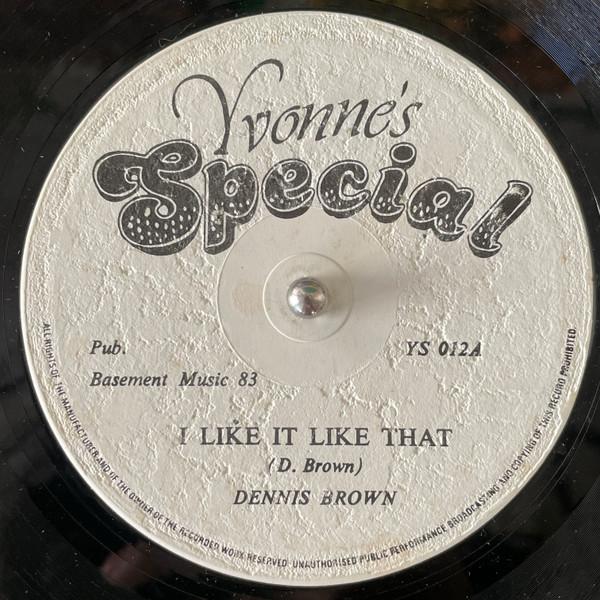 Yvonne's
Special
Pub. YS 012A
Basement Music 83
I LIKE IT LIKE THAT
(D. Brown)
DENNIS BROWN
ALL RIGHTS OF THE MANUFACTURER AND OF THE OWNER OF THE RECORDED WORK RESERVED · UNAUTHORISED PUBLIC PERFORMANCE BROADCASTING AND COPYING OF THIS RECORD PROHIBITED